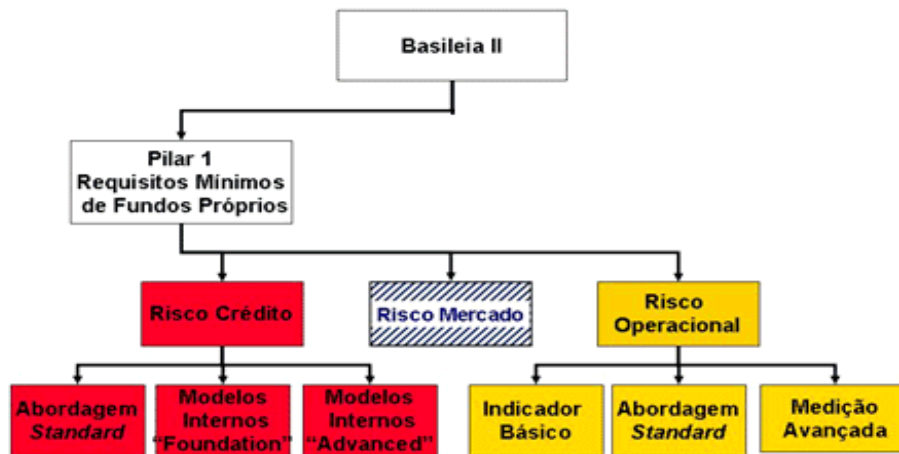 Basileia II
Pilar 1
Requisitos Mínimos
de Fundos Próprios
Risco Crédito
Risco Mercado
Risco
Operacional
Abordagem
Standard
Modelos
Internos
“Foundation”
Modelos
Internos
“Advanced”
Indicador
Básico
Abordagem
Standard
Medição
Avançada